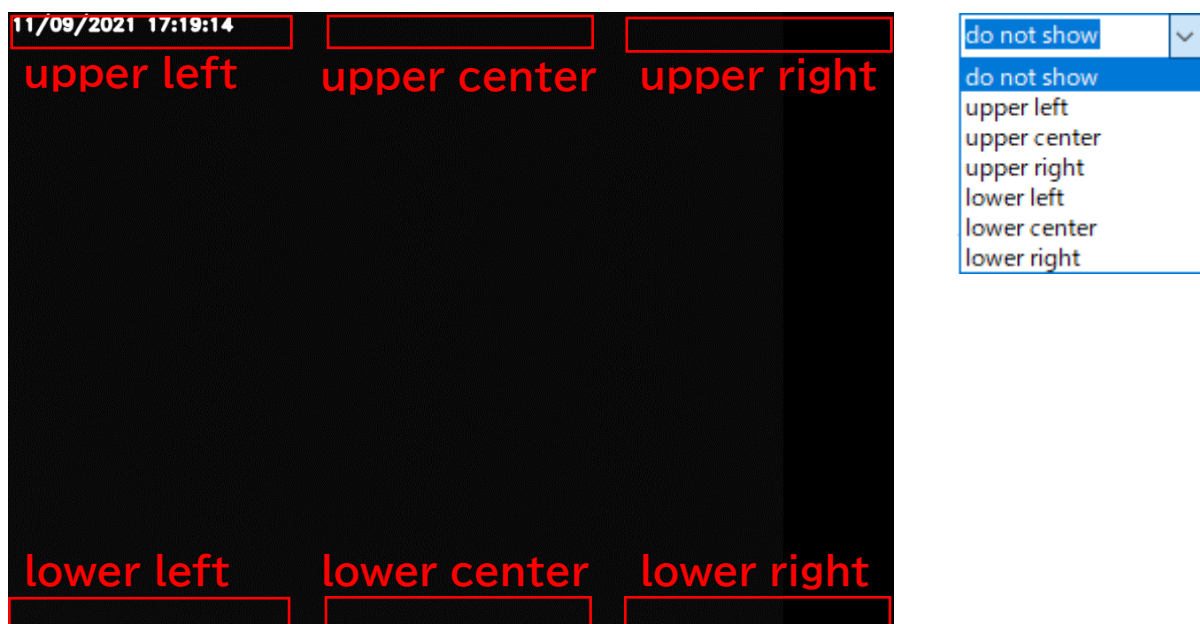 11/09/2021 17:19:14
upper left
upper center
upper right
lower left
lower center
lower right
do not show
do not show
upper left
upper center
upper right
lower left
lower center
lower right